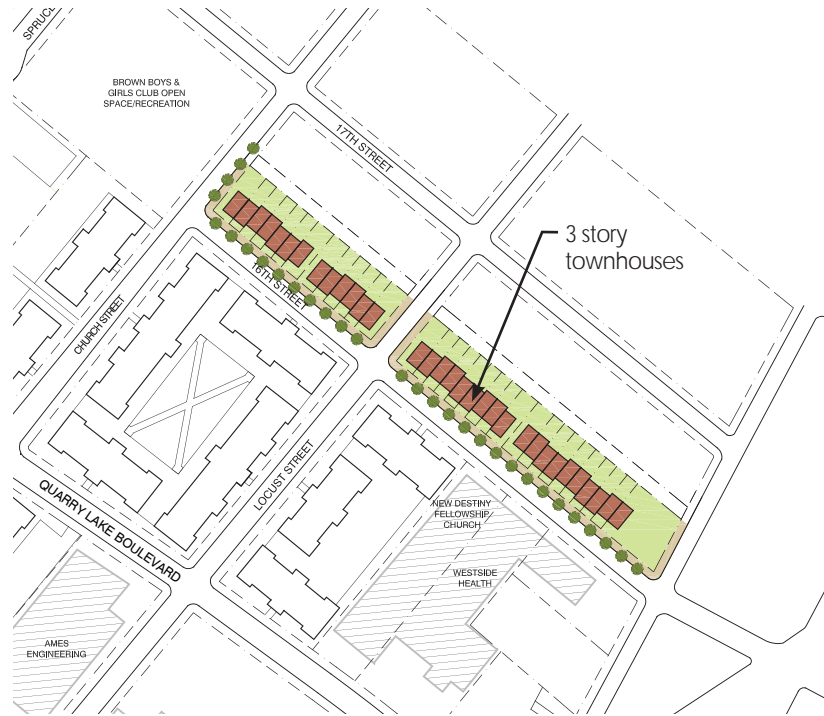 SPRUCE
BROWN BOYS &
GIRLS CLUB OPEN
SPACE/RECREATION
17TH STREET
3 story
townhouses
16TH STREET
CHURCH STREET
LOCUST STREET
QUARRY LAKE BOULEVARD
NEW DESTINY
FELLOWSHIP
CHURCH
WESTSIDE
HEALTH
AMES
ENGINEERING